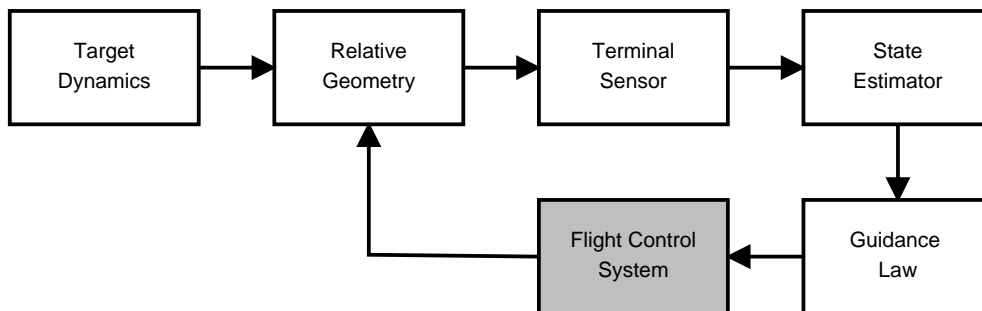 Target
Dynamics
Relative
Geometry
Terminal
Sensor
State
Estimator
Flight Control
System
Guidance
Law